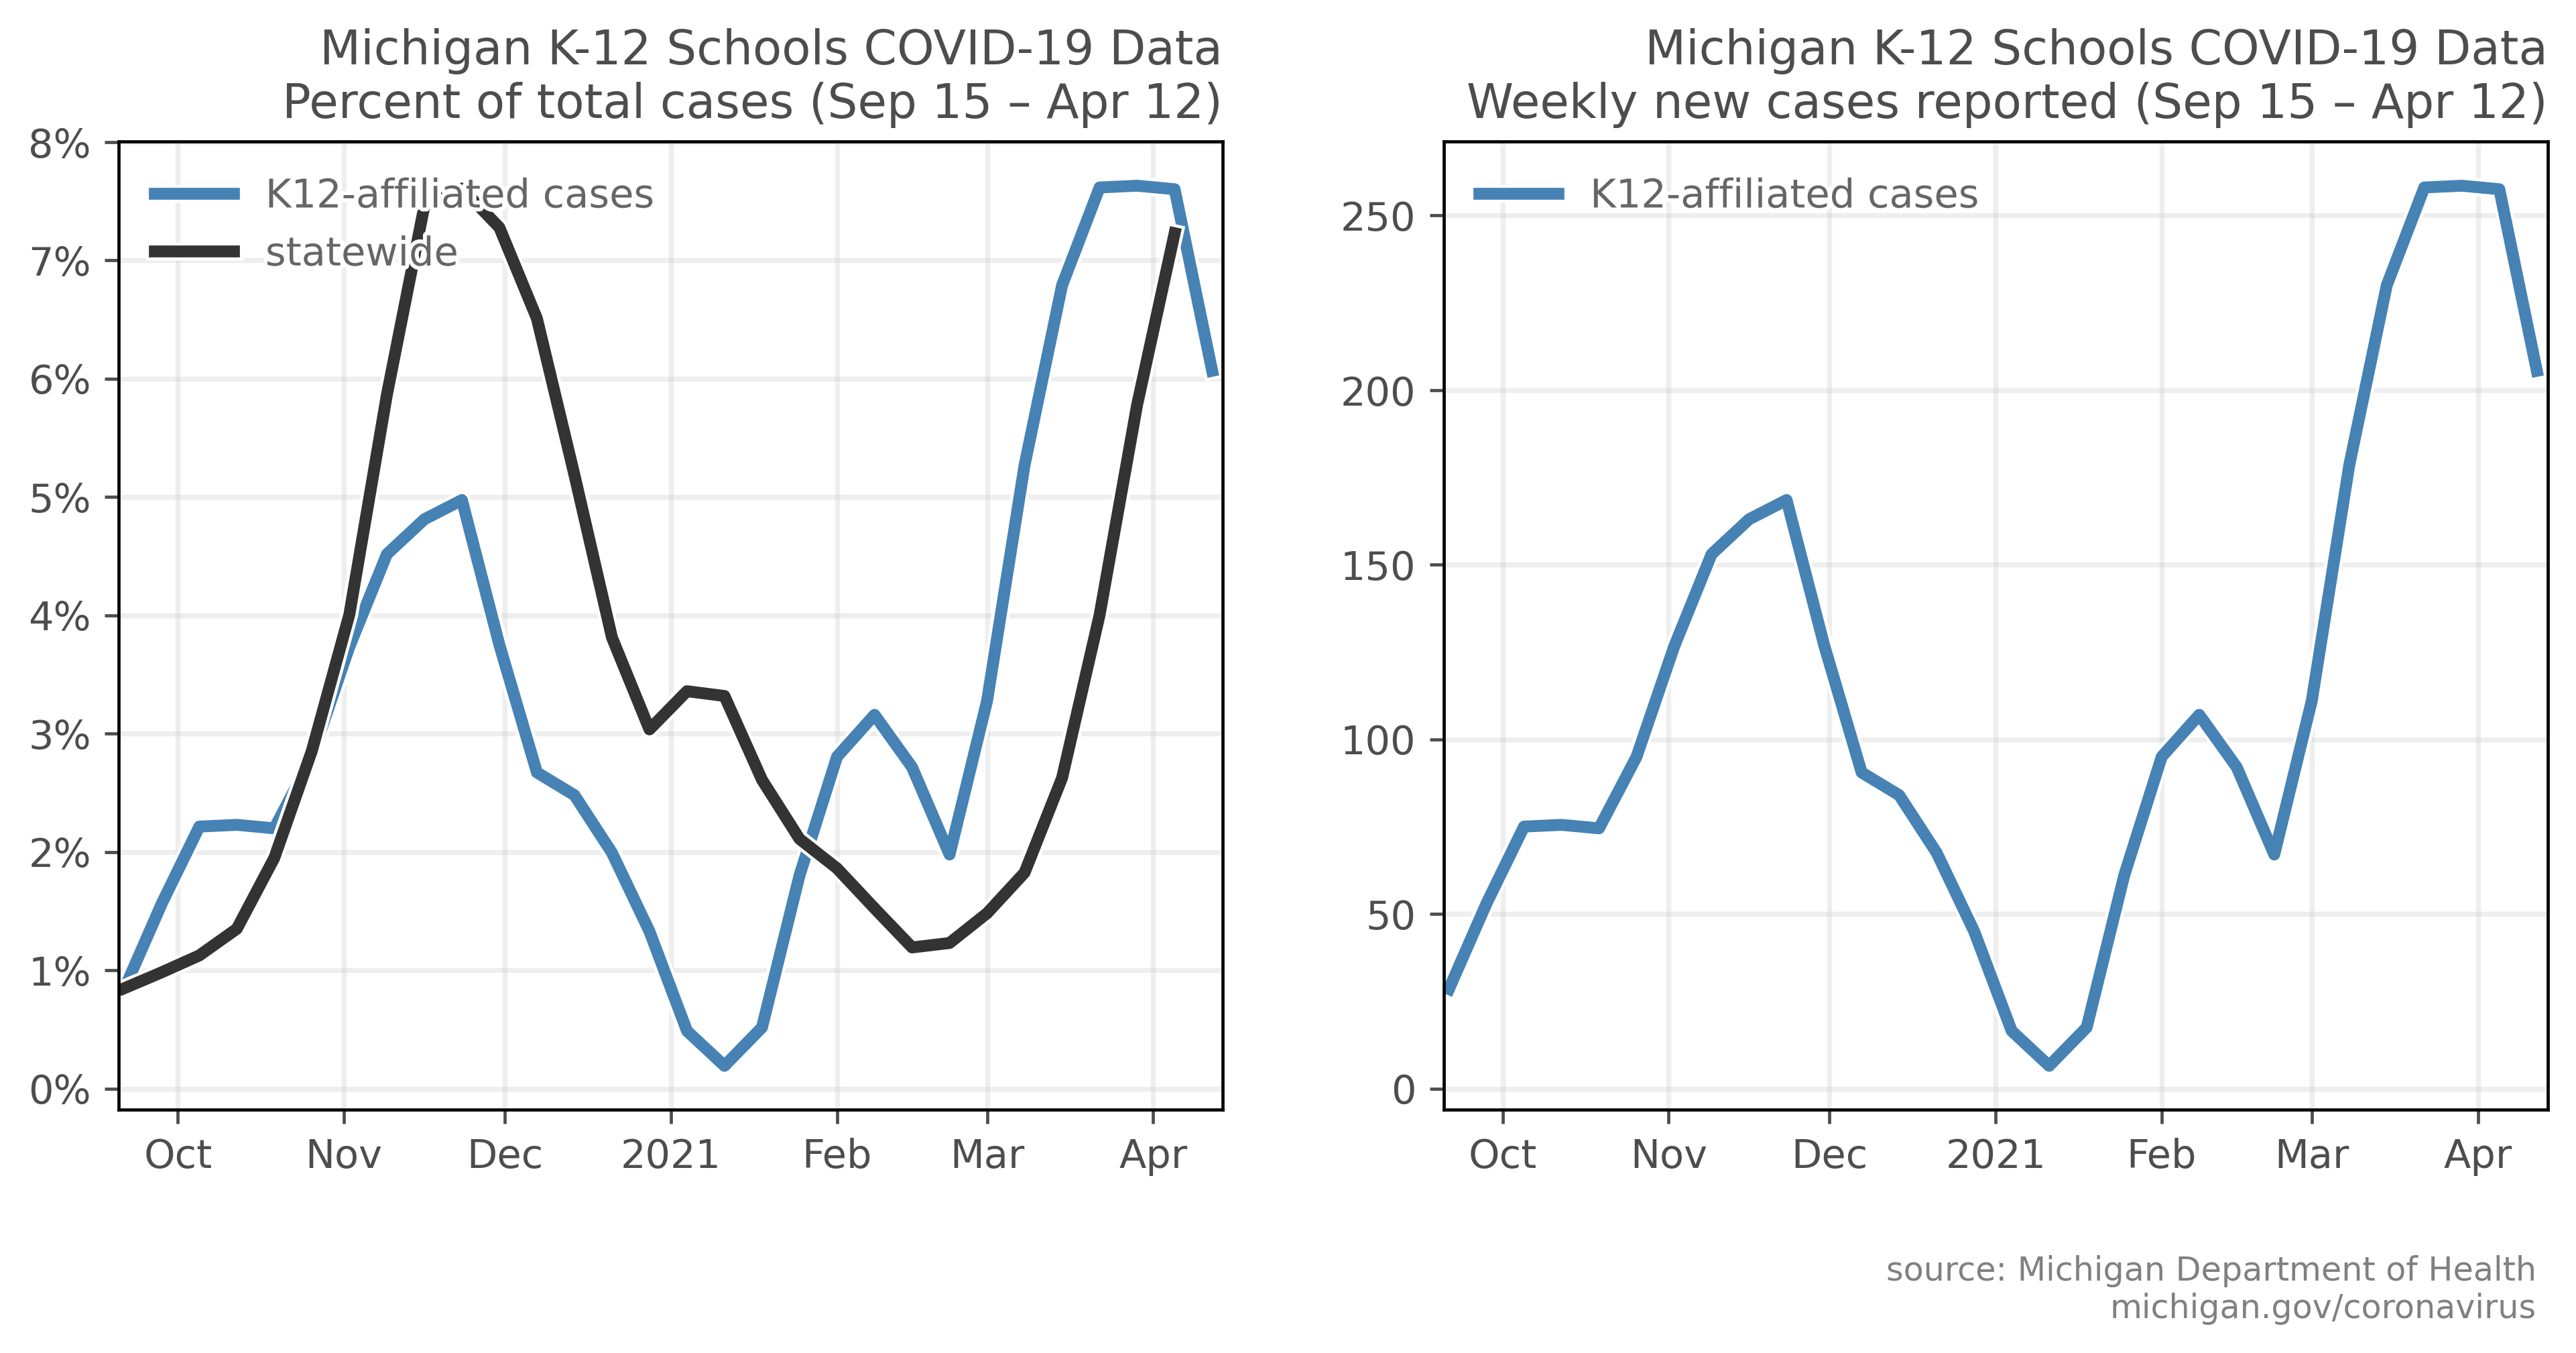 Michigan K-12 Schools COVID-19 Data
Percent of total cases (Sep 15 – Apr 12)
8%
7%
6%
5%
4%
3%
2%
1%
0%
K12-affiliated cases
statewide
Oct Nov Dec 2021 Feb Mar Apr
Michigan K-12 Schools COVID-19 Data
Weekly new cases reported (Sep 15 – Apr 12)
250
200
150
100
50
0
K12-affiliated cases
Oct Nov Dec 2021 Feb Mar Apr
source: Michigan Department of Health
michigan.gov/coronavirus